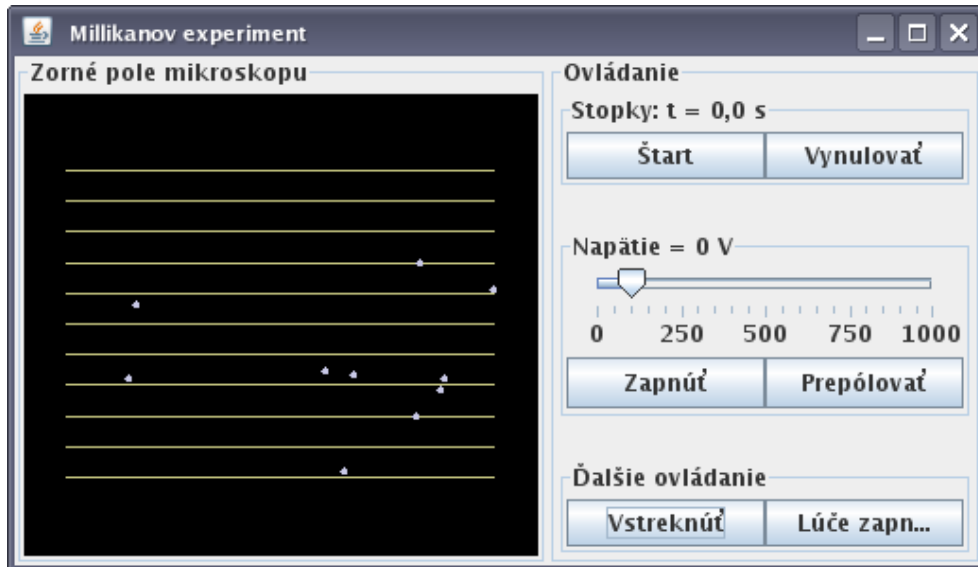 Millikanov experiment
Zorné pole mikroskopu
Ovládanie
Stopky: t = 0,0 s
Štart Vynulovať
Napätie = 0 V
0 250 500 750 1000
Zapnúť Prepólovať
Ďalšie ovládanie
Vstreknúť Lúče zapn...